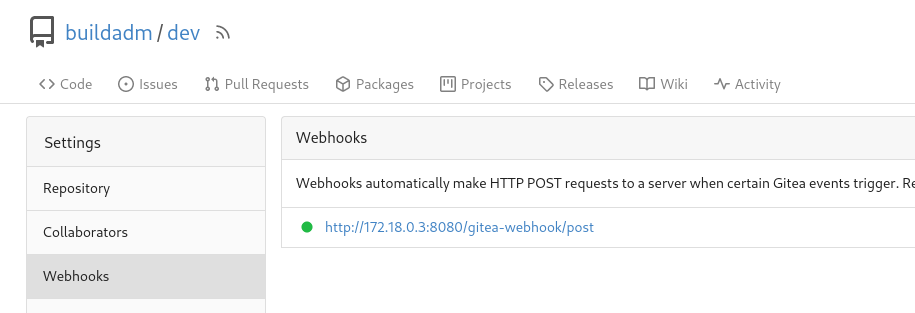 buildadm / dev
Code Issues Pull Requests Packages Projects Releases Wiki Activity
Settings
Repository
Collaborators
Webhooks
Webhooks
Webhooks automatically make HTTP POST requests to a server when certain Gitea events trigger. Re
http://172.18.0.3:8080/gitea-webhook/post